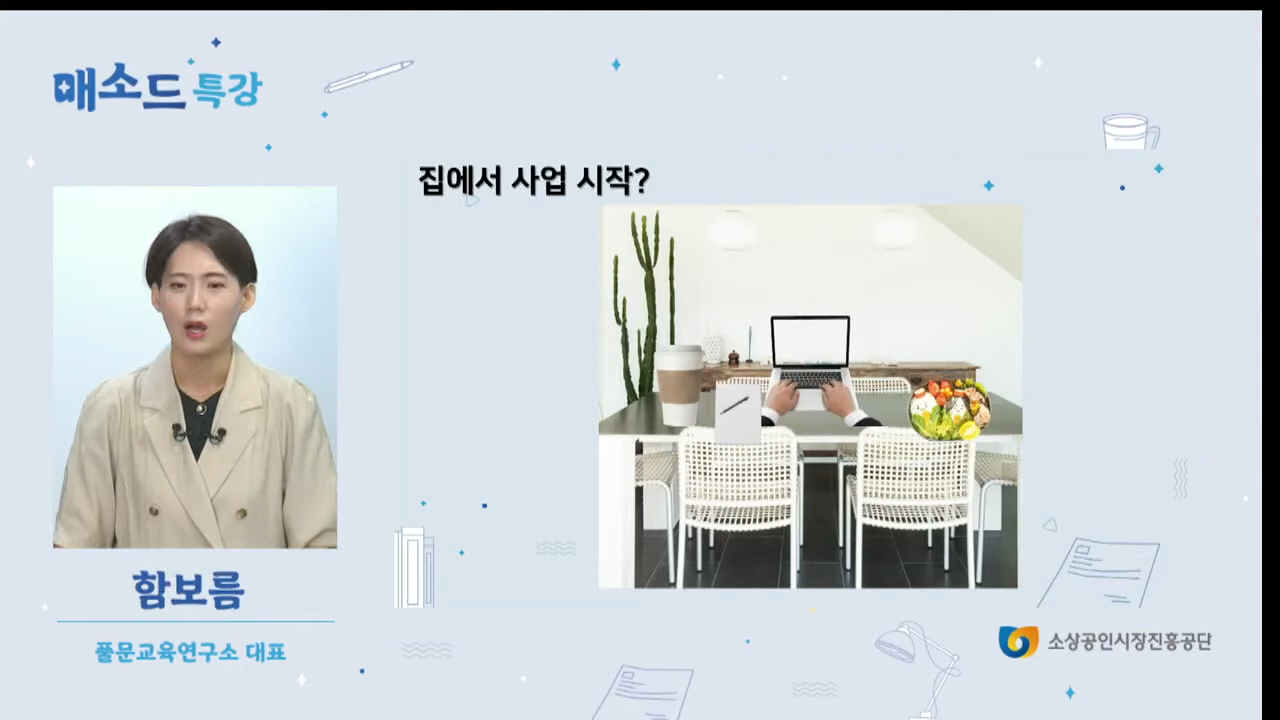 매소드 특강
집에서 사업 시작?
함보름
풀문교육연구소 대표
소상공인시장진흥공단